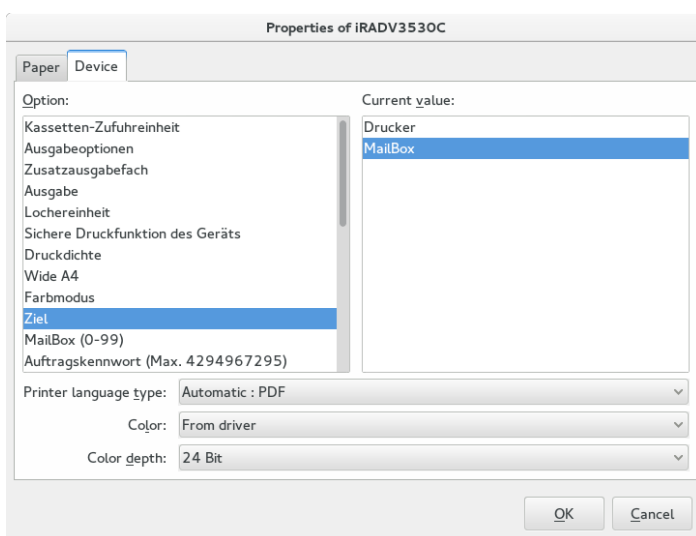 Properties of iRADV3530C
Paper Device
Option:
Kassetten-Zufuhreinheit
Ausgabeoptionen
Zusatzausgabefach
Ausgabe
Lochereinheit
Sichere Druckfunktion des Geräts
Druckdichte
Wide A4
Farbmodus
Ziel
MailBox (0-99)
Auftragskennwort (Max. 4294967295)
Current value:
Drucker
MailBox
Printer language type: Automatic : PDF
Color: From driver
Color depth: 24 Bit
OK Cancel